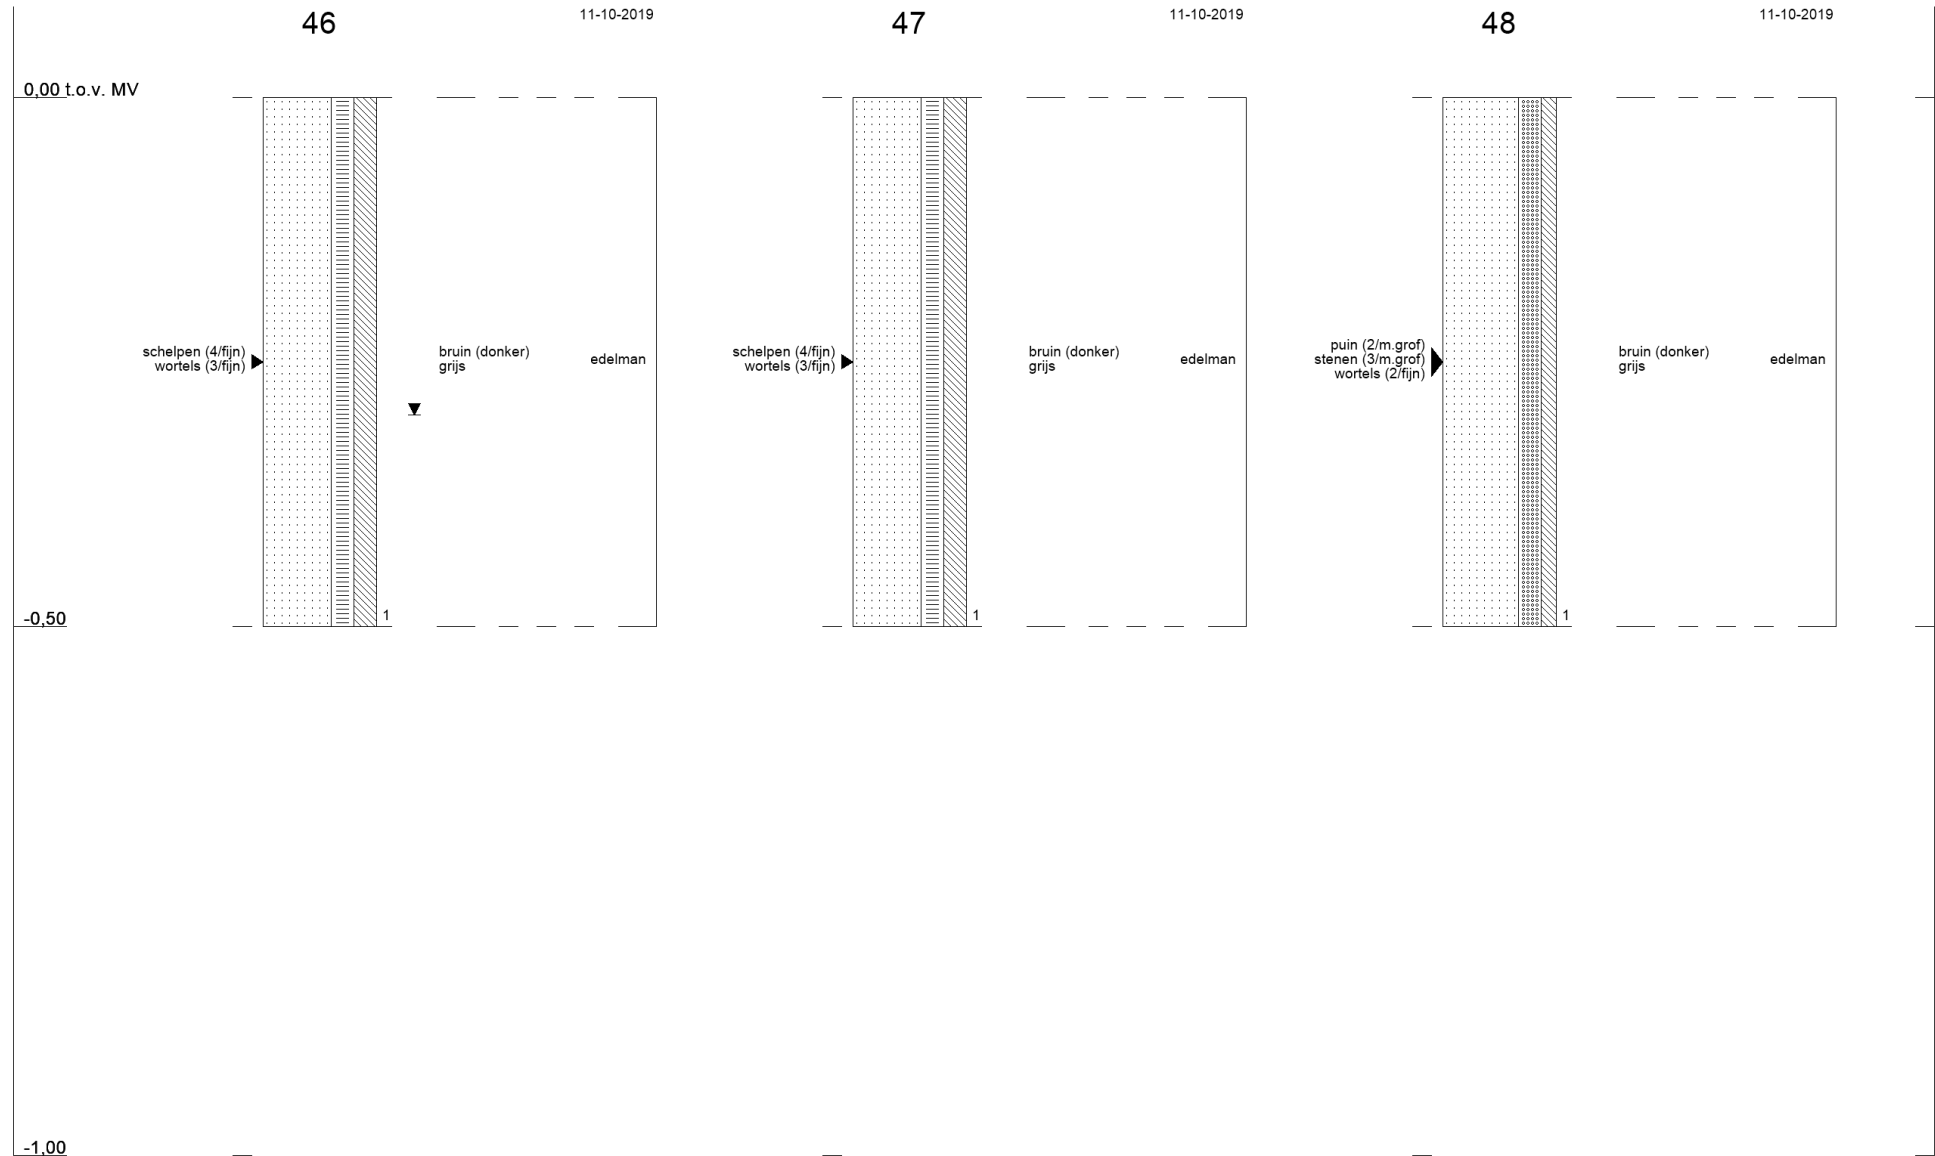 46
11-10-2019
47
11-10-2019
48
11-10-2019
0,00 t.o.v. MV
schelpen (4/fijn)
wortels (3/fijn)
bruin (donker)
grijs
edelman
1
schelpen (4/fijn)
wortels (3/fijn)
bruin (donker)
grijs
edelman
1
puin (2/m.grof)
stenen (3/m.grof)
wortels (2/fijn)
bruin (donker)
grijs
edelman
1
-0,50
-1,00